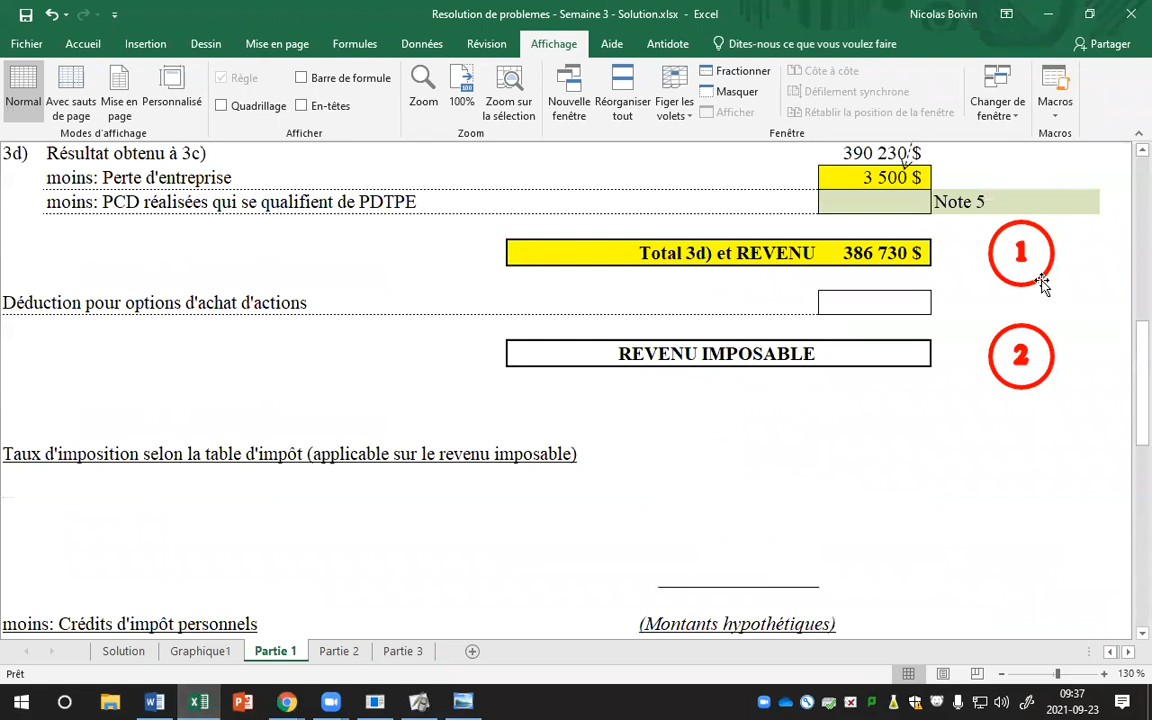 Resolution de problemes - Semaine 3 - Solution.xlsx - Excel
Nicolas Boivin
Fichier Accueil Insertion Dessin Mise en page Formules Données Révision Affichage Aide Antidote Dites-nous ce que vous voulez faire Partager
Normal
Avec sauts de page
Mise en page
Personnalisé
Modes d'affichage
Règle
Barre de formule
Quadrillage
En-têtes
Afficher
Zoom
100%
Zoom sur la sélection
Zoom
Nouvelle fenêtre
Réorganiser tout
Figer les volets
Fractionner
Masquer
Afficher
Côte à côte
Défilement synchrone
Rétablir la position de la fenêtre
Fenêtre
Changer de fenêtre
Macros
Macros
3d) Résultat obtenu à 3c) 390 230 $
moins: Perte d'entreprise 3 500 $
moins: PCD réalisées qui se qualifient de PDTPE Note 5
Total 3d) et REVENU 386 730 $ 1
Déduction pour options d'achat d'actions
REVENU IMPOSABLE 2
Taux d'imposition selon la table d'impôt (applicable sur le revenu imposable)
moins: Crédits d'impôt personnels (Montants hypothétiques)
Solution Graphique1 Partie 1 Partie 2 Partie 3
Prêt 130 %
09:37
2021-09-23